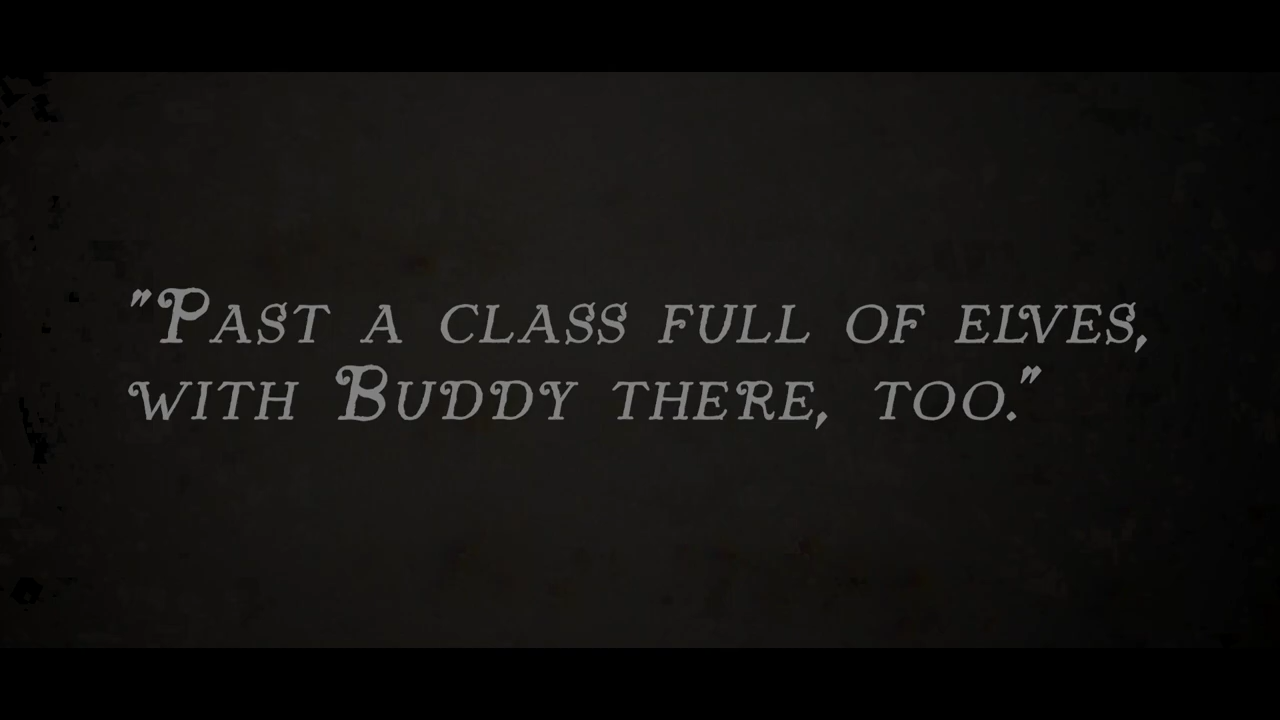 "Past a class full of elves,
with Buddy there, too."